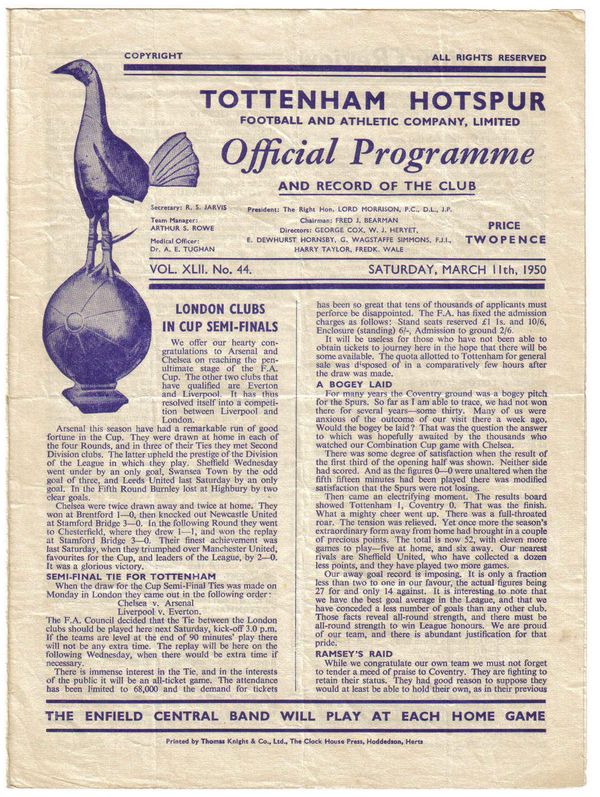 COPYRIGHT
ALL RIGHTS RESERVED
TOTTENHAM HOTSPUR
FOOTBALL AND ATHLETIC COMPANY, LIMITED
Official Programme
AND RECORD OF THE CLUB
Secretary: R. S. JARVIS
Team Manager:
ARTHUR S. ROWE
Medical Officer:
Dr. A. E. TUGHAN
President: The Right Hon. LORD MORRISON, P.C., D.L., J.P.
Chairman: FRED J. BEARMAN
Directors: GEORGE COX, W. J. HERYET,
E. DEWHURST HORNSBY, G. WAGSTAFFE SIMMONS, F.J.I.,
HARRY TAYLOR, FREDK. WALE
PRICE
TWOPENCE
VOL. XLII. No. 44.
SATURDAY, MARCH 11th, 1950
LONDON CLUBS
IN CUP SEMI-FINALS
We offer our hearty con-
gratulations to Arsenal and
Chelsea on reaching the pen-
ultimate stage of the F.A.
Cup. The other two clubs that
have qualified are Everton
and Liverpool. It has thus
resolved itself into a competi-
tion between Liverpool and
London.
Arsenal this season have had a remarkable run of good
fortune in the Cup. They were drawn at home in each of
the four Rounds, and in three of their Ties they met Second
Division clubs. The latter upheld the prestige of the Division
of the League in which they play. Sheffield Wednesday
went under by an only goal, Swansea Town by the odd
goal of three, and Leeds United last Saturday by an only
goal. In the Fifth Round Burnley lost at Highbury by two
clear goals.
Chelsea were twice drawn away and twice at home. They
won at Brentford 1—0, then knocked out Newcastle United
at Stamford Bridge 3—0. In the following Round they went
to Chesterfield, where they drew 1—1, and won the replay
at Stamford Bridge 3—0. Their finest achievement was
last Saturday, when they triumphed over Manchester United,
favourites for the Cup, and leaders of the League, by 2—0.
It was a glorious victory.
SEMI-FINAL TIE FOR TOTTENHAM
When the draw for the Cup Semi-Final Ties was made on
Monday in London they came out in the following order:
Chelsea v. Arsenal
Liverpool v. Everton.
The F.A. Council decided that the Tie between the London
clubs should be played here next Saturday, kick-off 3.0 p.m.
If the teams are level at the end of 90 minutes' play there
will not be any extra time. The replay will be here on the
following Wednesday, when there would be extra time if
necessary.
There is immense interest in the Tie, and in the interests
of the public it will be an all-ticket game. The attendance
has been limited to 68,000 and the demand for tickets
has been so great that tens of thousands of applicants must
perforce be disappointed. The F.A. has fixed the admission
charges as follows: Stand seats reserved £1 1s. and 10/6,
Enclosure (standing) 6/-, Admission to ground 2/6.
It will be useless for those who have not been able to
obtain tickets to journey here in the hope that there will be
some available. The quota allotted to Tottenham for general
sale was disposed of in a comparatively few hours after
the draw was made.
A BOGEY LAID
For many years the Coventry ground was a bogey pitch
for the Spurs. So far as I am able to trace, we had not won
there for several years—some thirty. Many of us were
anxious of the outcome of our visit there a week ago.
Would the bogey be laid? That was the question the answer
to which was hopefully awaited by the thousands who
watched our Combination Cup game with Chelsea.
There was some degree of satisfaction when the result of
the first third of the opening half was shown. Neither side
had scored. And as the figures 0—0 were unaltered when the
fifth fifteen minutes had been played there was modified
satisfaction that the Spurs were not losing.
Then came an electrifying moment. The results board
showed Tottenham 1, Coventry 0. That was the finish.
What a mighty cheer went up. There was a full-throated
roar. The tension was relieved. Yet once more the season's
extraordinary form away from home had brought in a couple
of precious points. The total is now 52, with eleven more
games to play—five at home, and six away. Our nearest
rivals are Sheffield United, who have collected a dozen
less points, and they have played two more games.
Our away goal record is imposing. It is only a fraction
less than two to one in our favour, the actual figures being
27 for and only 14 against. It is interesting to note that
we have the best goal average in the League, and that we
have conceded a less number of goals than any other club.
Those facts reveal all-round strength, and there must be
all-round strength to win League honours. We are proud
of our team, and there is abundant justification for that
pride.
RAMSEY'S RAID
While we congratulate our own team we must not forget
to tender a meed of praise to Coventry. They are fighting to
retain their status. They had good reason to suppose they
would at least be able to hold their own, as in their previous
THE ENFIELD CENTRAL BAND WILL PLAY AT EACH HOME GAME
Printed by Thomas Knight & Co., Ltd., The Clock House Press, Hoddesdon, Herts